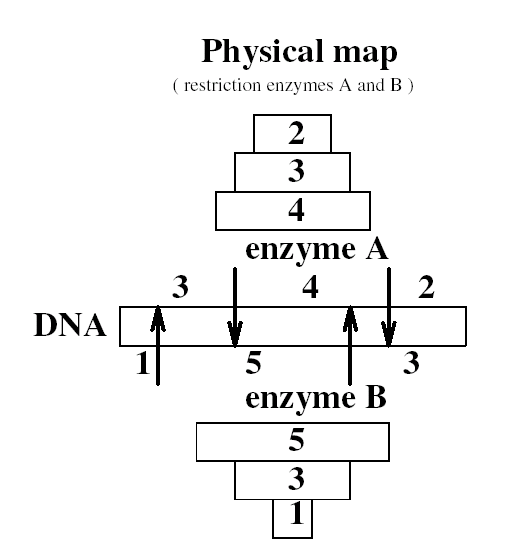 Physical map
( restriction enzymes A and B )
2
3
4
enzyme A
3 4 2
DNA
1 5 3
enzyme B
5
3
1